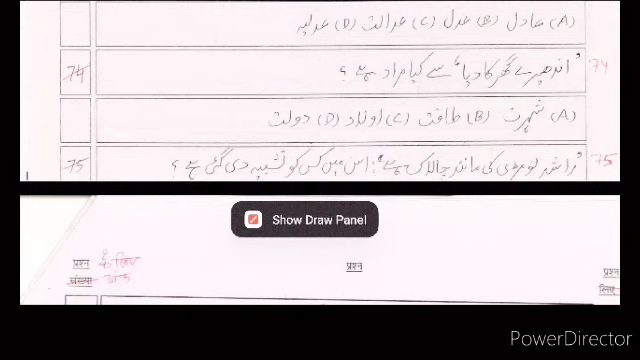 (A) عادل (B) عدل (C) عدالت (D) عدلیہ
74 'اندھیرے گھر کا دیا' سے کیا مراد ہے؟ 74
(A) شہرت (B) طاقت (C) اولاد (D) دولت
75 'راشد لومڑی کی مانند چالاک ہے' : اس میں کس کو تشبیہ دی گئی ہے؟ 75
Show Draw Panel
प्रश्न प्रश्न प्रश्न
संख्या
PowerDirector